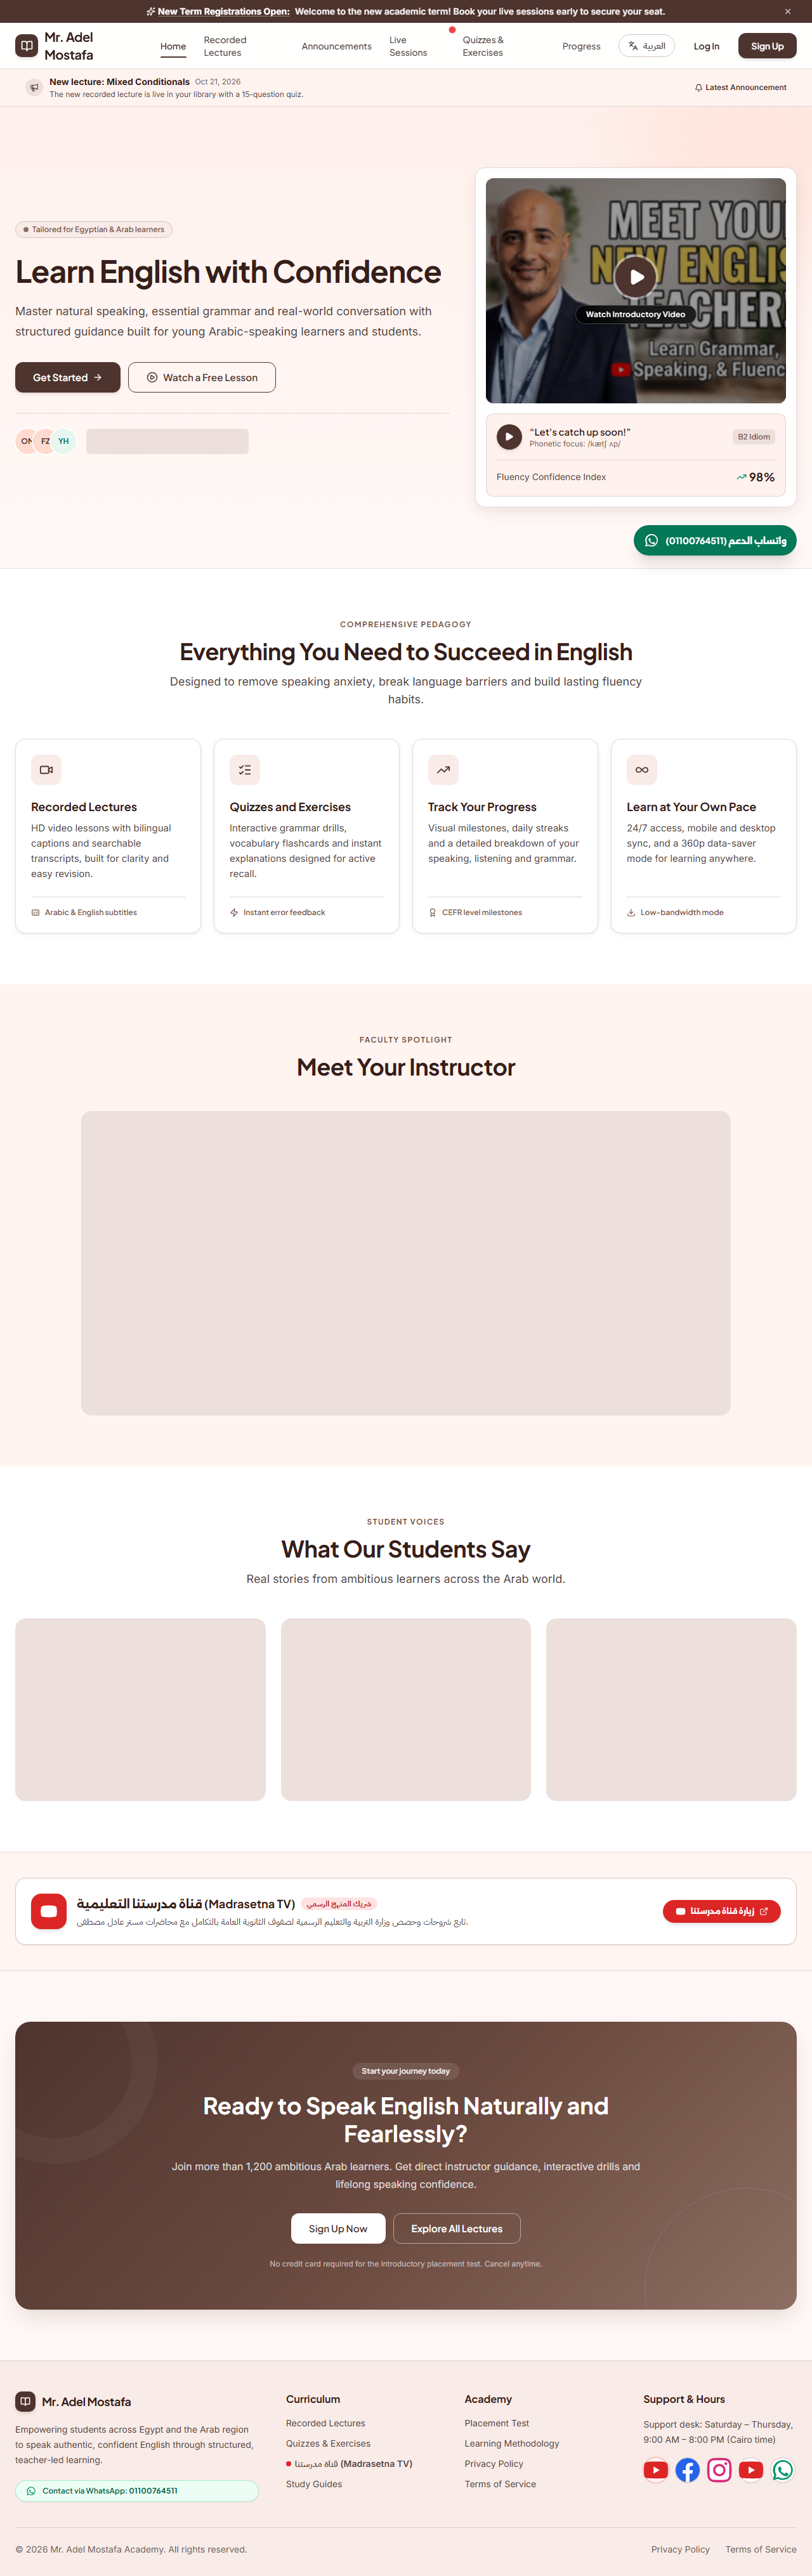 New Term Registrations Open: Welcome to the new academic term! Book your live sessions early to secure your seat.
Mr. Adel
Mostafa
Home
Recorded
Lectures
Announcements
Live
Sessions
Quizzes &
Exercises
Progress
العربية
Log In
Sign Up
New lecture: Mixed Conditionals Oct 21, 2026
The new recorded lecture is live in your library with a 15-question quiz.
Latest Announcement
Tailored for Egyptian & Arab learners
Learn English with Confidence
Master natural speaking, essential grammar and real-world conversation with
structured guidance built for young Arabic-speaking learners and students.
Get Started
Watch a Free Lesson
FZ
YH
MEET YOU
NEW ENGLIS
CHER
Watch Introductory Video
Learn Grammar,
Speaking, & Fluenc
"Let's catch up soon!"
Phonetic focus: /kætʃ ʌp/
B2 Idiom
Fluency Confidence Index
98%
واتساب الدعم (01100764511)
COMPREHENSIVE PEDAGOGY
Everything You Need to Succeed in English
Designed to remove speaking anxiety, break language barriers and build lasting fluency
habits.
Recorded Lectures
HD video lessons with bilingual
captions and searchable
transcripts, built for clarity and
easy revision.
Arabic & English subtitles
Quizzes and Exercises
Interactive grammar drills,
vocabulary flashcards and instant
explanations designed for active
recall.
Instant error feedback
Track Your Progress
Visual milestones, daily streaks
and a detailed breakdown of your
speaking, listening and grammar.
CEFR level milestones
Learn at Your Own Pace
24/7 access, mobile and desktop
sync, and a 360p data-saver
mode for learning anywhere.
Low-bandwidth mode
FACULTY SPOTLIGHT
Meet Your Instructor
STUDENT VOICES
What Our Students Say
Real stories from ambitious learners across the Arab world.
قناة مدرستنا التعليمية (Madrasetna TV)
شريك المنهج الرسمي
تابع شروحات وحصص وزارة التربية والتعليم الرسمية لصفوف الثانوية العامة بالتكامل مع محاضرات مستر عادل مصطفى.
زيارة قناة مدرستنا
Start your journey today
Ready to Speak English Naturally and
Fearlessly?
Join more than 1,200 ambitious Arab learners. Get direct instructor guidance, interactive drills and
lifelong speaking confidence.
Sign Up Now
Explore All Lectures
No credit card required for the introductory placement test. Cancel anytime.
Mr. Adel Mostafa
Empowering students across Egypt and the Arab region
to speak authentic, confident English through structured,
teacher-led learning.
Contact via WhatsApp: 01100764511
Curriculum
Recorded Lectures
Quizzes & Exercises
قناة مدرستنا (Madrasetna TV)
Study Guides
Academy
Placement Test
Learning Methodology
Privacy Policy
Terms of Service
Support & Hours
Support desk: Saturday – Thursday,
9:00 AM – 8:00 PM (Cairo time)
© 2026 Mr. Adel Mostafa Academy. All rights reserved.
Privacy Policy
Terms of Service